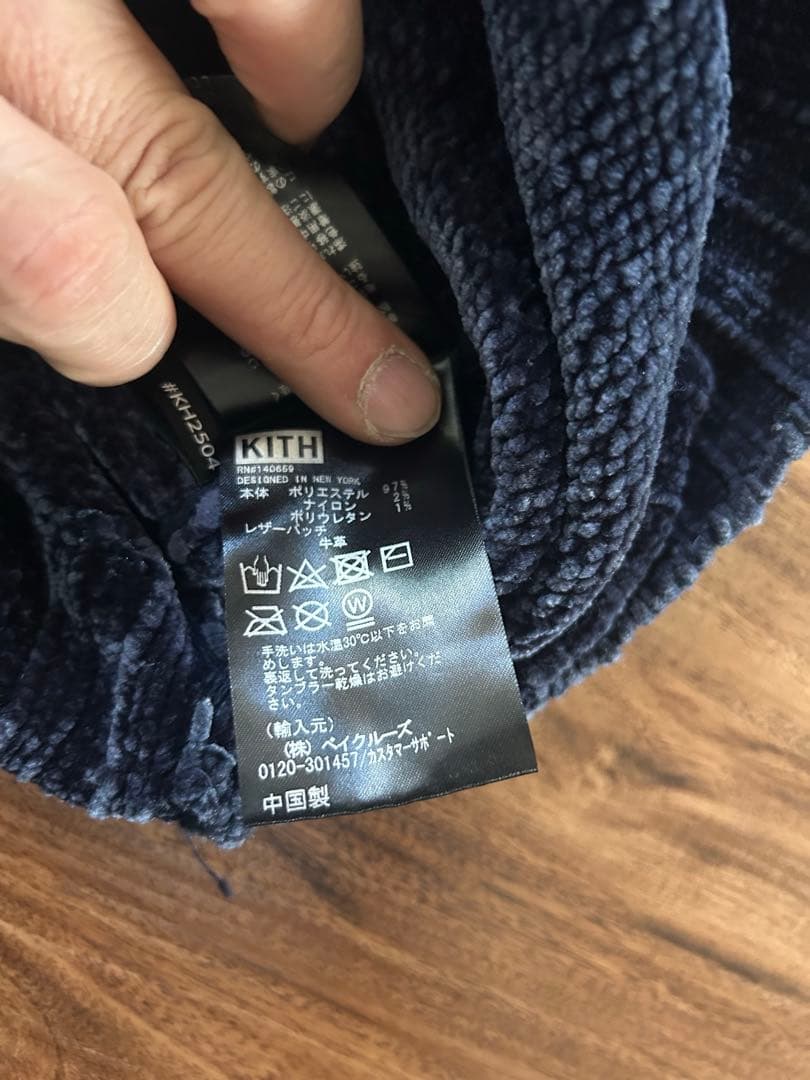 #KH2504
KITH
RN#140659
DESIGNED IN NEW YORK
本体 ポリエステル 97%
ナイロン 2%
ポリウレタン 1%
レザーパッチ
牛革
W
手洗いは水温30℃以下をお薦
めします。
裏返して洗ってください。
タンブラー乾燥はお避けくだ
さい。
(輸入元)
(株) ベイクルーズ
0120-301457/カスタマーサポート
中国製